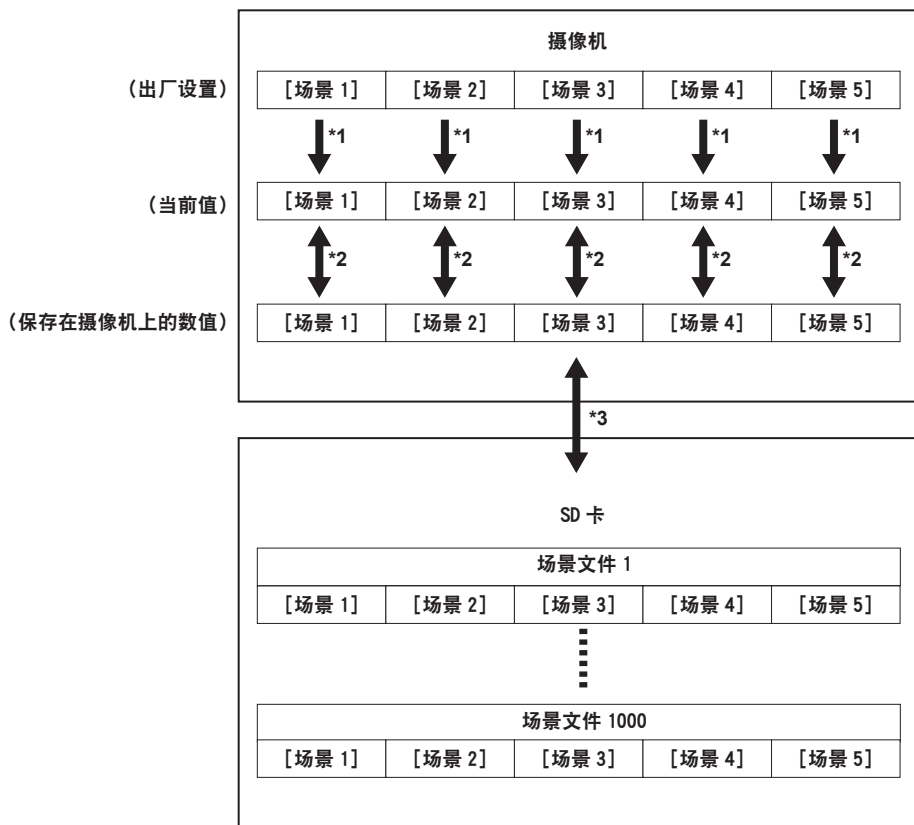 摄像机
(出厂设置) [场景 1] [场景 2] [场景 3] [场景 4] [场景 5]
*1 *1 *1 *1 *1
(当前值) [场景 1] [场景 2] [场景 3] [场景 4] [场景 5]
*2 *2 *2 *2 *2
(保存在摄像机上的数值) [场景 1] [场景 2] [场景 3] [场景 4] [场景 5]
*3
SD 卡
场景文件 1
[场景 1] [场景 2] [场景 3] [场景 4] [场景 5]
场景文件 1000
[场景 1] [场景 2] [场景 3] [场景 4] [场景 5]